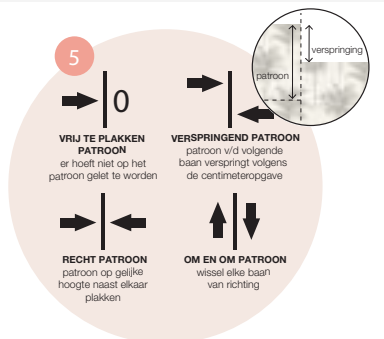 5
verspringing
patroon
0
VRIJ TE PLAKKEN
PATROON
er hoeft niet op het
patroon gelet te worden
VERSPRINGEND PATROON
patroon v/d volgende
baan verspringt volgens
de centimeteropgave
RECHT PATROON
patroon op gelijke
hoogte naast elkaar
plakken
OM EN OM PATROON
wissel elke baan
van richting